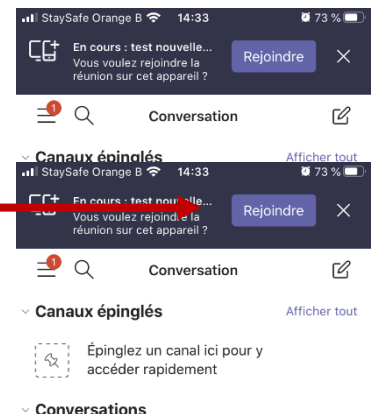 StaySafe Orange B 14:33 73 %
En cours : test nouvelle...
Vous voulez rejoindre la
réunion sur cet appareil ?
Rejoindre
1
Conversation
Canaux épinglés Afficher tout
StaySafe Orange B 14:33 73 %
En cours : test nouvelle...
Vous voulez rejoindre la
réunion sur cet appareil ?
Rejoindre
1
Conversation
Canaux épinglés Afficher tout
Épinglez un canal ici pour y
accéder rapidement
Conversations